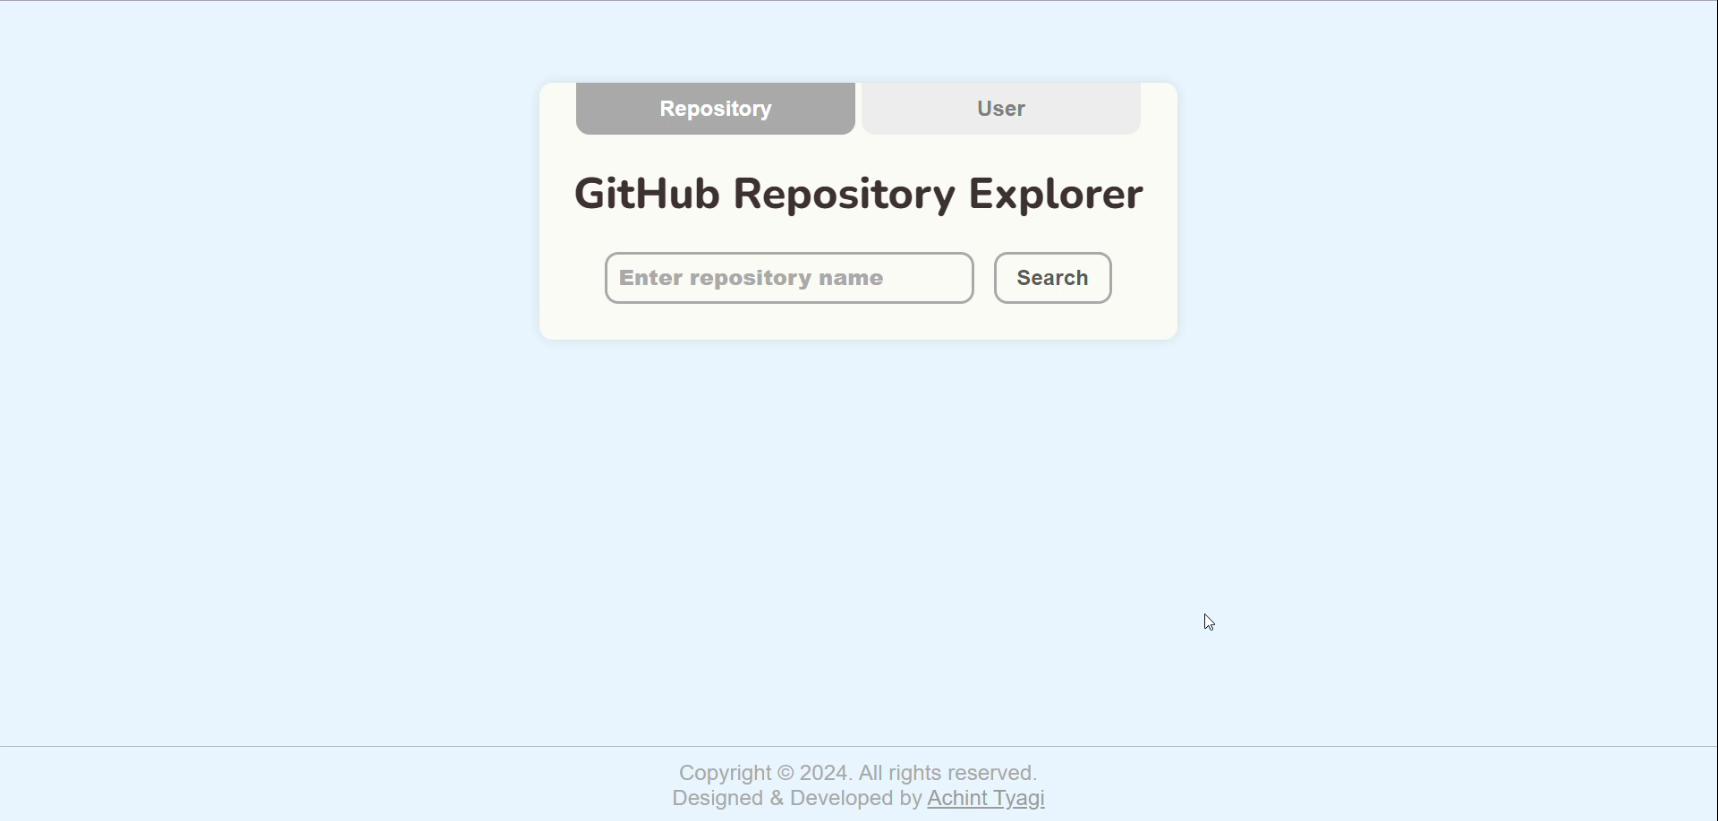 Repository User
GitHub Repository Explorer
Enter repository name Search
Copyright © 2024. All rights reserved.
Designed & Developed by Achint Tyagi